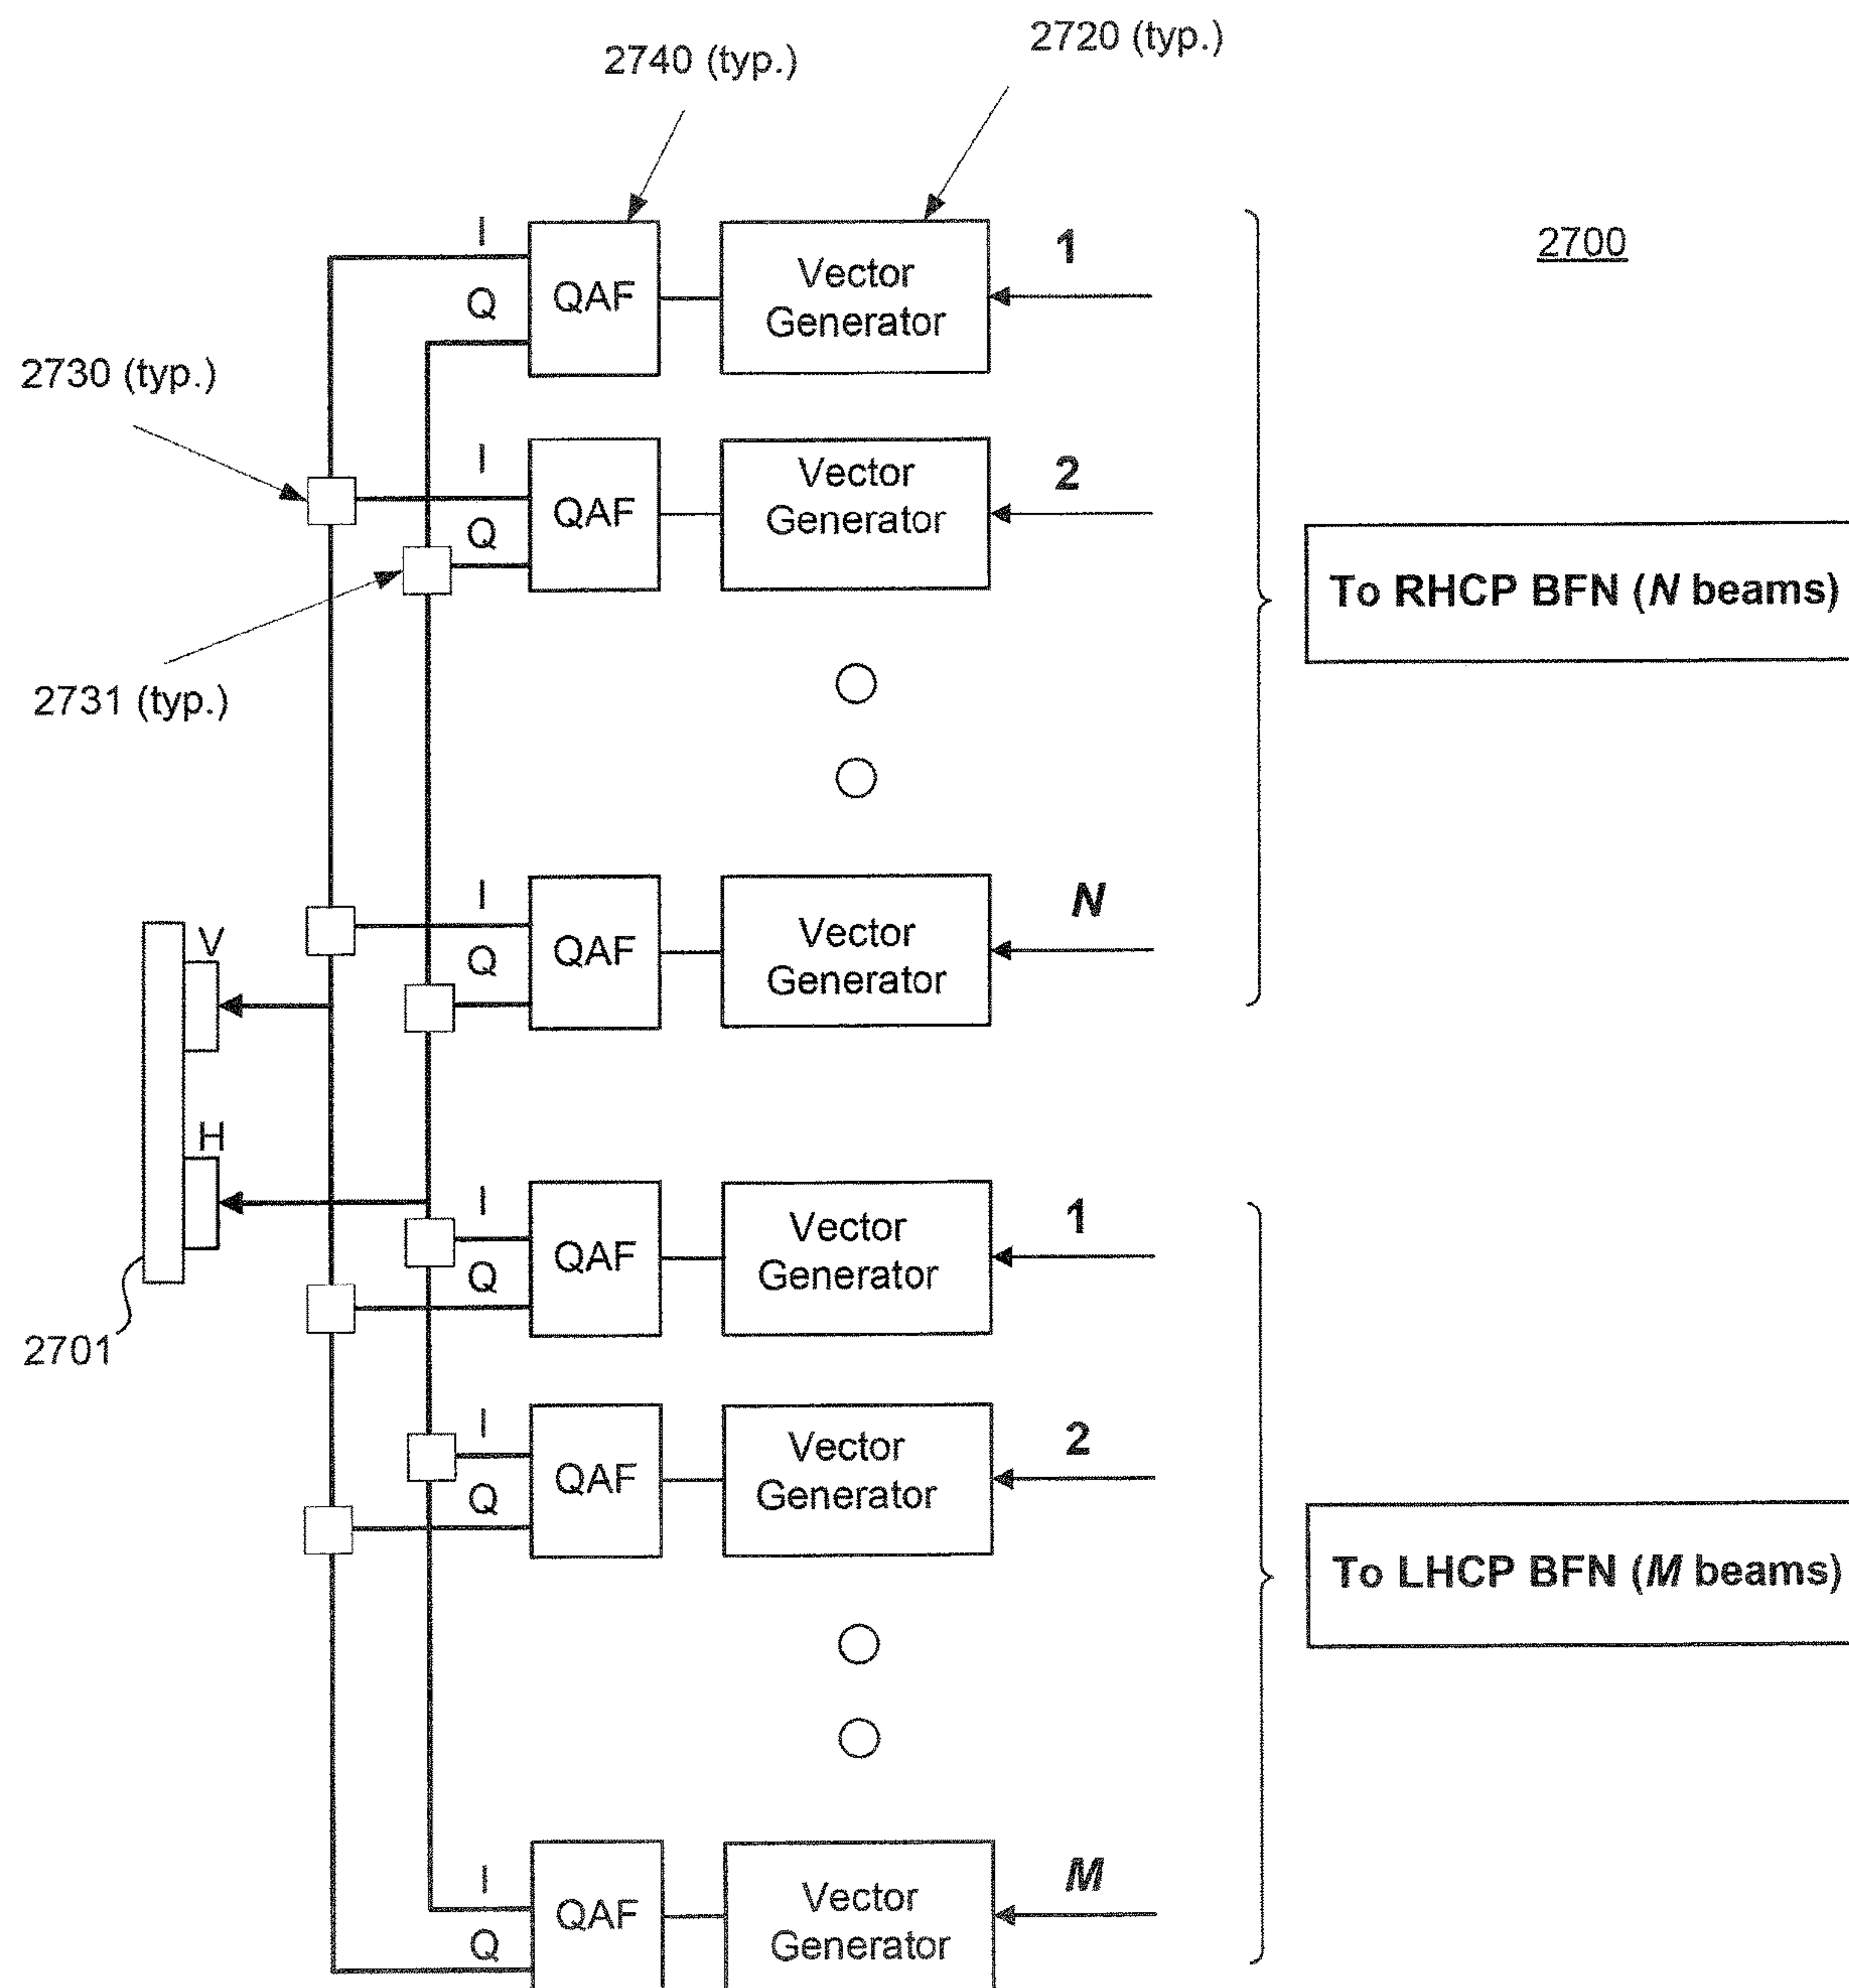 2740 (typ.)
2720 (typ.)
2700
I
Q
QAF
Vector
Generator
1
2730 (typ.)
I
Q
QAF
Vector
Generator
2
2731 (typ.)
To RHCP BFN (N beams)
I
Q
QAF
Vector
Generator
N
V
H
I
Q
QAF
Vector
Generator
1
2701
I
Q
QAF
Vector
Generator
2
To LHCP BFN (M beams)
I
Q
QAF
Vector
Generator
M